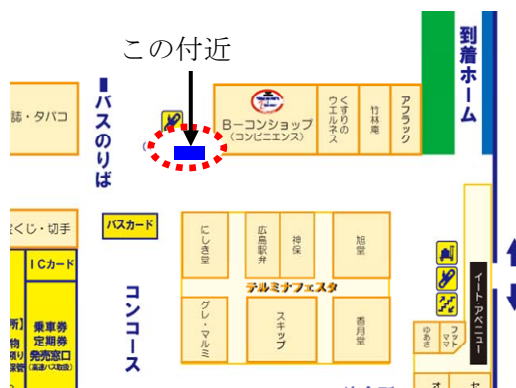 この付近
到着ホーム
バスのりば
誌・タバコ
B－コンショップ
（コンビニエンス）
くすりの
ウエルネス
竹林庵
アフラック
バスカード
くじ・切手
ICカード
にしき堂
広島駅弁
神保
旭堂
テルミナフェスタ
グレ・マルミ
スキップ
香月堂
コンコース
所】
乗車券
定期券
発売窓口
（高速バス取扱）
イートアベニュー
ゆあさ
フット
ママ
オ
セ